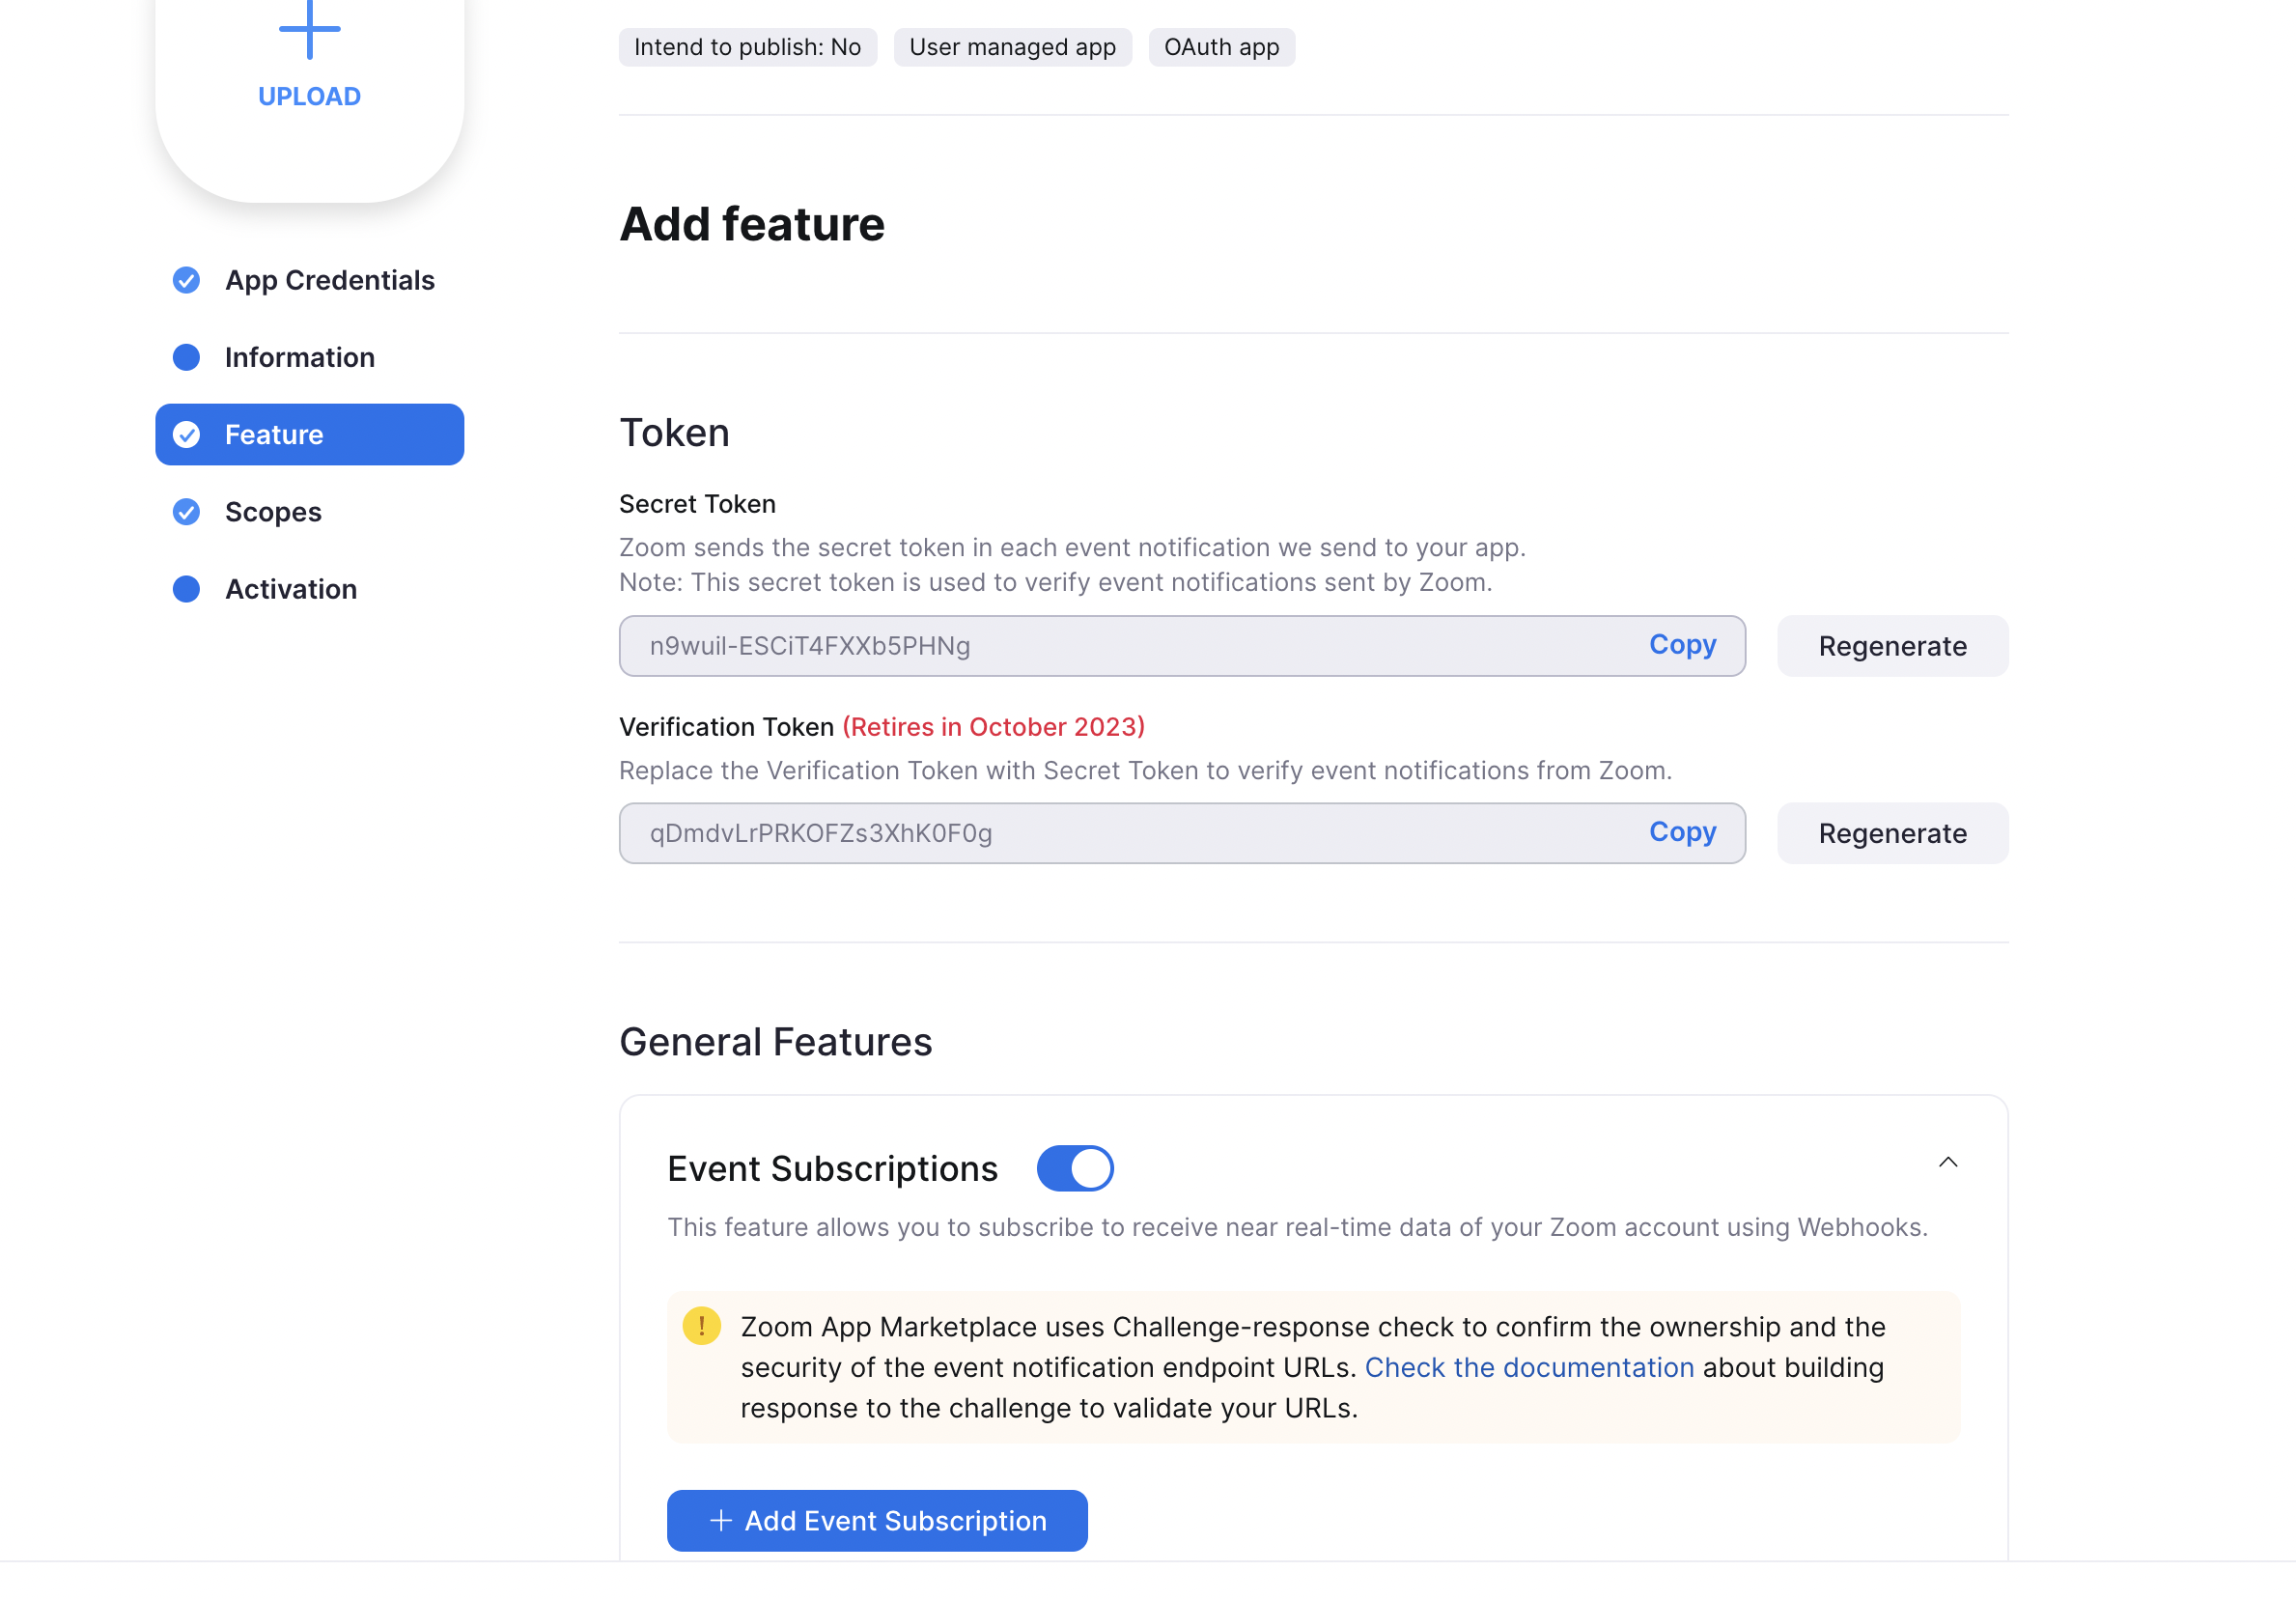 UPLOAD
Intend to publish: No
User managed app
OAuth app
App Credentials
Information
Feature
Scopes
Activation
Add feature
Token
Secret Token
Zoom sends the secret token in each event notification we send to your app.
Note: This secret token is used to verify event notifications sent by Zoom.
n9wuil-ESCiT4FXXb5PHNg
Copy
Regenerate
Verification Token (Retires in October 2023)
Replace the Verification Token with Secret Token to verify event notifications from Zoom.
qDmdvLrPRKOFZs3XhK0F0g
Copy
Regenerate
General Features
Event Subscriptions
This feature allows you to subscribe to receive near real-time data of your Zoom account using Webhooks.
Zoom App Marketplace uses Challenge-response check to confirm the ownership and the
security of the event notification endpoint URLs. Check the documentation about building
response to the challenge to validate your URLs.
Add Event Subscription